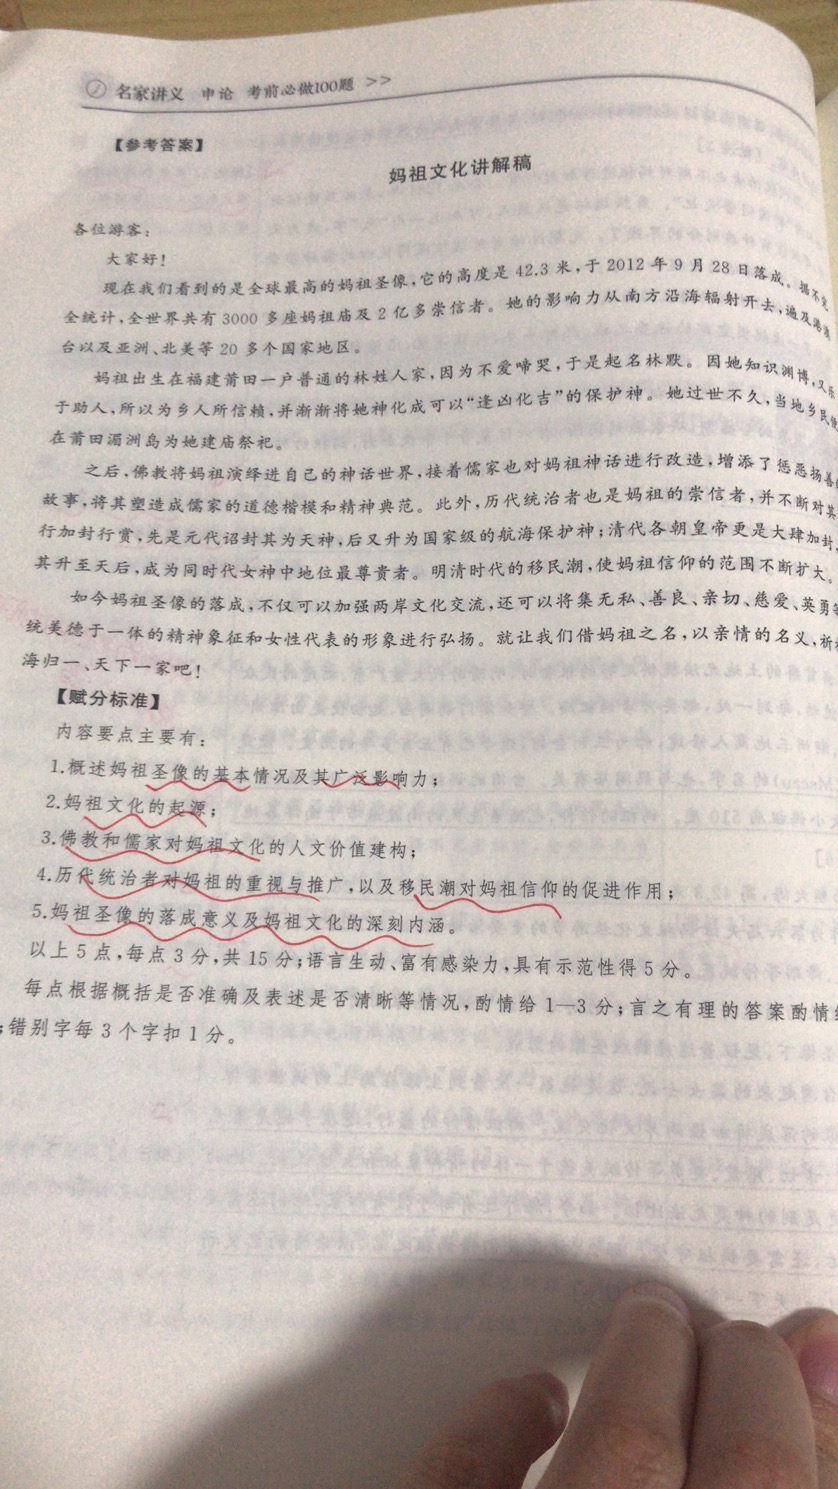 名家讲义 申论 考前必做100题 >>
【参考答案】
妈祖文化讲解稿
各位游客：
大家好！
现在我们看到的是全球最高的妈祖圣像，它的高度是 42.3 米，于 2012 年 9 月 28 日落成。据不
全统计，全世界共有 3000 多座妈祖庙及 2 亿多崇信者。她的影响力从南方沿海辐射开去，遍及港
台以及亚洲、北美等 20 多个国家地区。
妈祖出生在福建莆田一户普通的林姓人家，因为不爱啼哭，于是起名林默。因她知识渊博，又乐
于助人，所以为乡人所信赖，并渐渐将她神化成可以“逢凶化吉”的保护神。她过世不久，当地乡民便
在莆田湄洲岛为她建庙祭祀。
之后，佛教将妈祖演绎进自己的神话世界，接着儒家也对妈祖神话进行改造，增添了惩恶扬善
故事，将其塑造成儒家的道德楷模和精神典范。此外，历代统治者也是妈祖的崇信者，并不断对其
行加封行赏，先是元代诏封其为天神，后又升为国家级的航海保护神；清代各朝皇帝更是大肆加封，
其升至天后，成为同时代女神中地位最尊贵者。明清时代的移民潮，使妈祖信仰的范围不断扩大。
如今妈祖圣像的落成，不仅可以加强两岸文化交流，还可以将集无私、善良、亲切、慈爱、英勇等
统美德于一体的精神象征和女性代表的形象进行弘扬。就让我们借妈祖之名，以亲情的名义，祈
海归一、天下一家吧！
【赋分标准】
内容要点主要有：
1.概述妈祖圣像的基本情况及其广泛影响力；
2.妈祖文化的起源；
3.佛教和儒家对妈祖文化的人文价值建构；
4.历代统治者对妈祖的重视与推广，以及移民潮对妈祖信仰的促进作用；
5.妈祖圣像的落成意义及妈祖文化的深刻内涵。
以上 5 点，每点 3 分，共 15 分；语言生动、富有感染力，具有示范性得 5 分。
每点根据概括是否准确及表述是否清晰等情况，酌情给 1—3 分；言之有理的答案酌情给
；错别字每 3 个字扣 1 分。